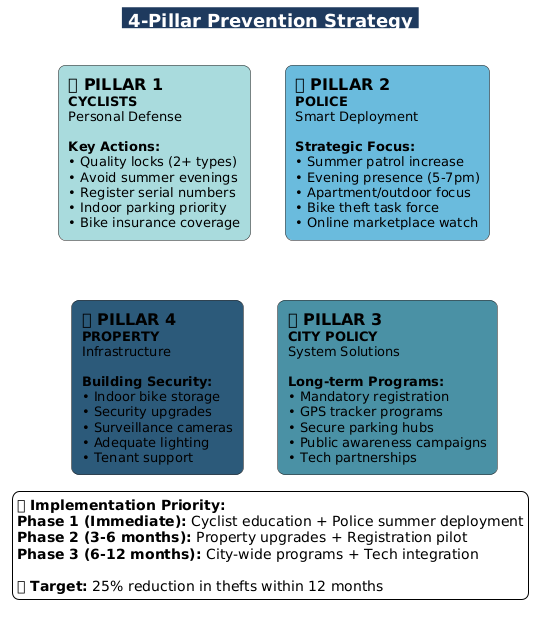 4-Pillar Prevention Strategy
▯ PILLAR 1
CYCLISTS
Personal Defense
Key Actions:
• Quality locks (2+ types)
• Avoid summer evenings
• Register serial numbers
• Indoor parking priority
• Bike insurance coverage
▯ PILLAR 2
POLICE
Smart Deployment
Strategic Focus:
• Summer patrol increase
• Evening presence (5-7pm)
• Apartment/outdoor focus
• Bike theft task force
• Online marketplace watch
▯ PILLAR 4
PROPERTY
Infrastructure
Building Security:
• Indoor bike storage
• Security upgrades
• Surveillance cameras
• Adequate lighting
• Tenant support
▯ PILLAR 3
CITY POLICY
System Solutions
Long-term Programs:
• Mandatory registration
• GPS tracker programs
• Secure parking hubs
• Public awareness campaigns
• Tech partnerships
▯ Implementation Priority:
Phase 1 (Immediate): Cyclist education + Police summer deployment
Phase 2 (3-6 months): Property upgrades + Registration pilot
Phase 3 (6-12 months): City-wide programs + Tech integration
▯ Target: 25% reduction in thefts within 12 months